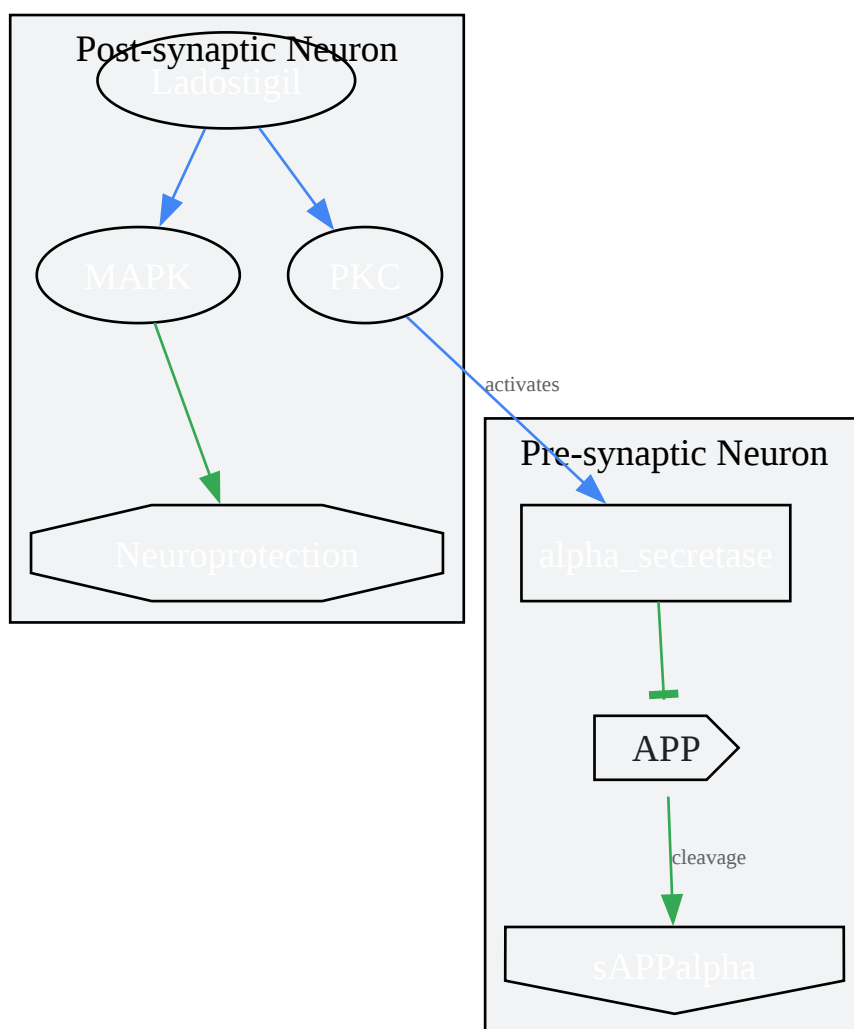 Post-synaptic Neuron
Ladostigil
MAPK
PKC
activates
Pre-synaptic Neuron
Neuroprotection
alpha_secretase
APP
cleavage
sAPPalpha